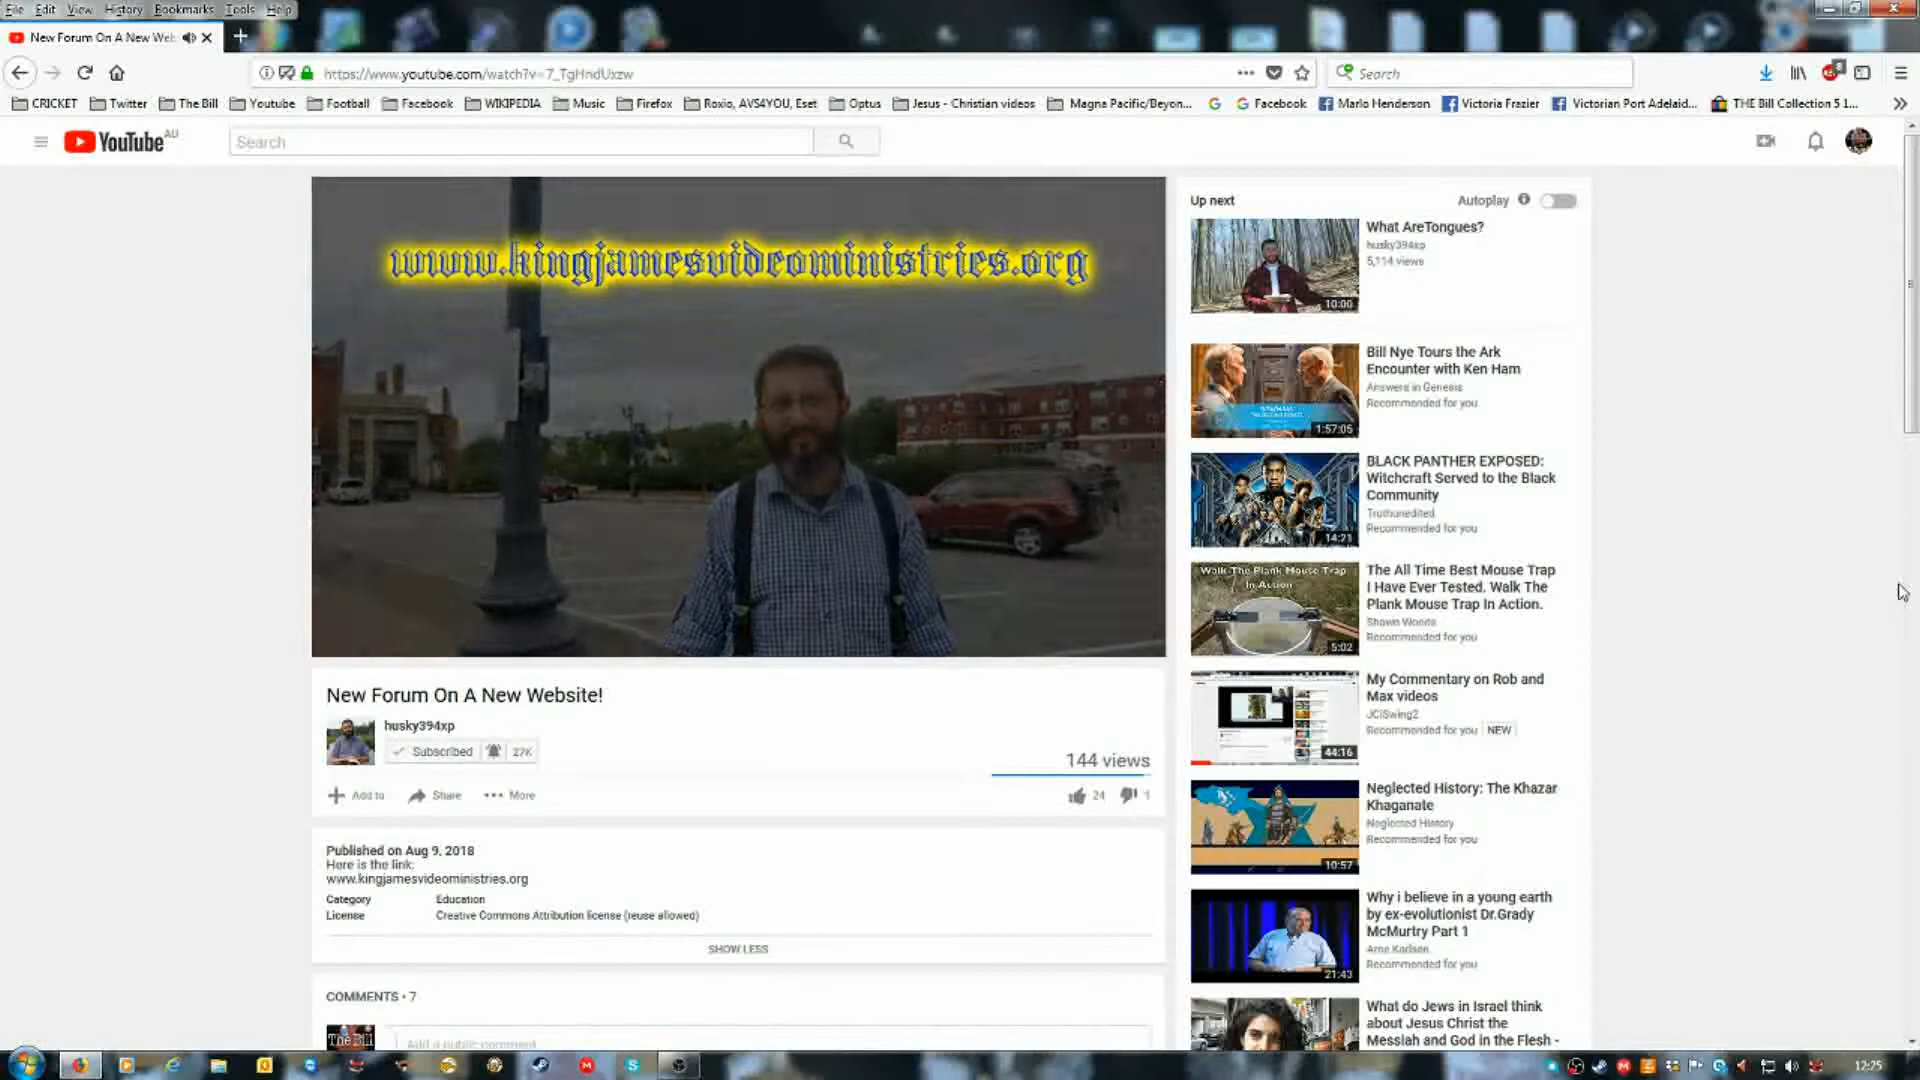 File Edit View History Bookmarks Tools Help
New Forum On A New Web
https://www.youtube.com/watch?v=7_TgHndUxzw
Search
CRICKET Twitter The Bill Youtube Football Facebook WIKIPEDIA Music Firefox Roxio, AVS4YOU, Eset Optus Jesus - Christian videos Magna Pacific/Beyon... Facebook Marlo Henderson Victoria Frazier Victorian Port Adelaid... THE Bill Collection 5 1...
YouTube AU
Search
www.kingjamesvideoministries.org
New Forum On A New Website!
husky394xp
Subscribed 27K
144 views
Add to Share More
24 1
Published on Aug 9, 2018
Here is the link:
www.kingjamesvideoministries.org
Category Education
License Creative Commons Attribution license (reuse allowed)
SHOW LESS
COMMENTS • 7
The Bill
Add a public comment...
Up next
Autoplay
What AreTongues?
husky394xp
5,114 views
10:00
Bill Nye Tours the Ark
Encounter with Ken Ham
Answers in Genesis
Recommended for you
1:57:05
BLACK PANTHER EXPOSED:
Witchcraft Served to the Black
Community
Truthunedited
Recommended for you
14:21
Walk The Plank Mouse Trap
In Action
The All Time Best Mouse Trap
I Have Ever Tested. Walk The
Plank Mouse Trap In Action.
Shawn Woods
Recommended for you
5:02
My Commentary on Rob and
Max videos
JCiSwing2
Recommended for you NEW
44:16
Neglected History: The Khazar
Khaganate
Neglected History
Recommended for you
10:57
Why i believe in a young earth
by ex-evolutionist Dr.Grady
McMurtry Part 1
Arne Karlsen
Recommended for you
21:43
What do Jews in Israel think
about Jesus Christ the
Messiah and God in the Flesh -
12:25